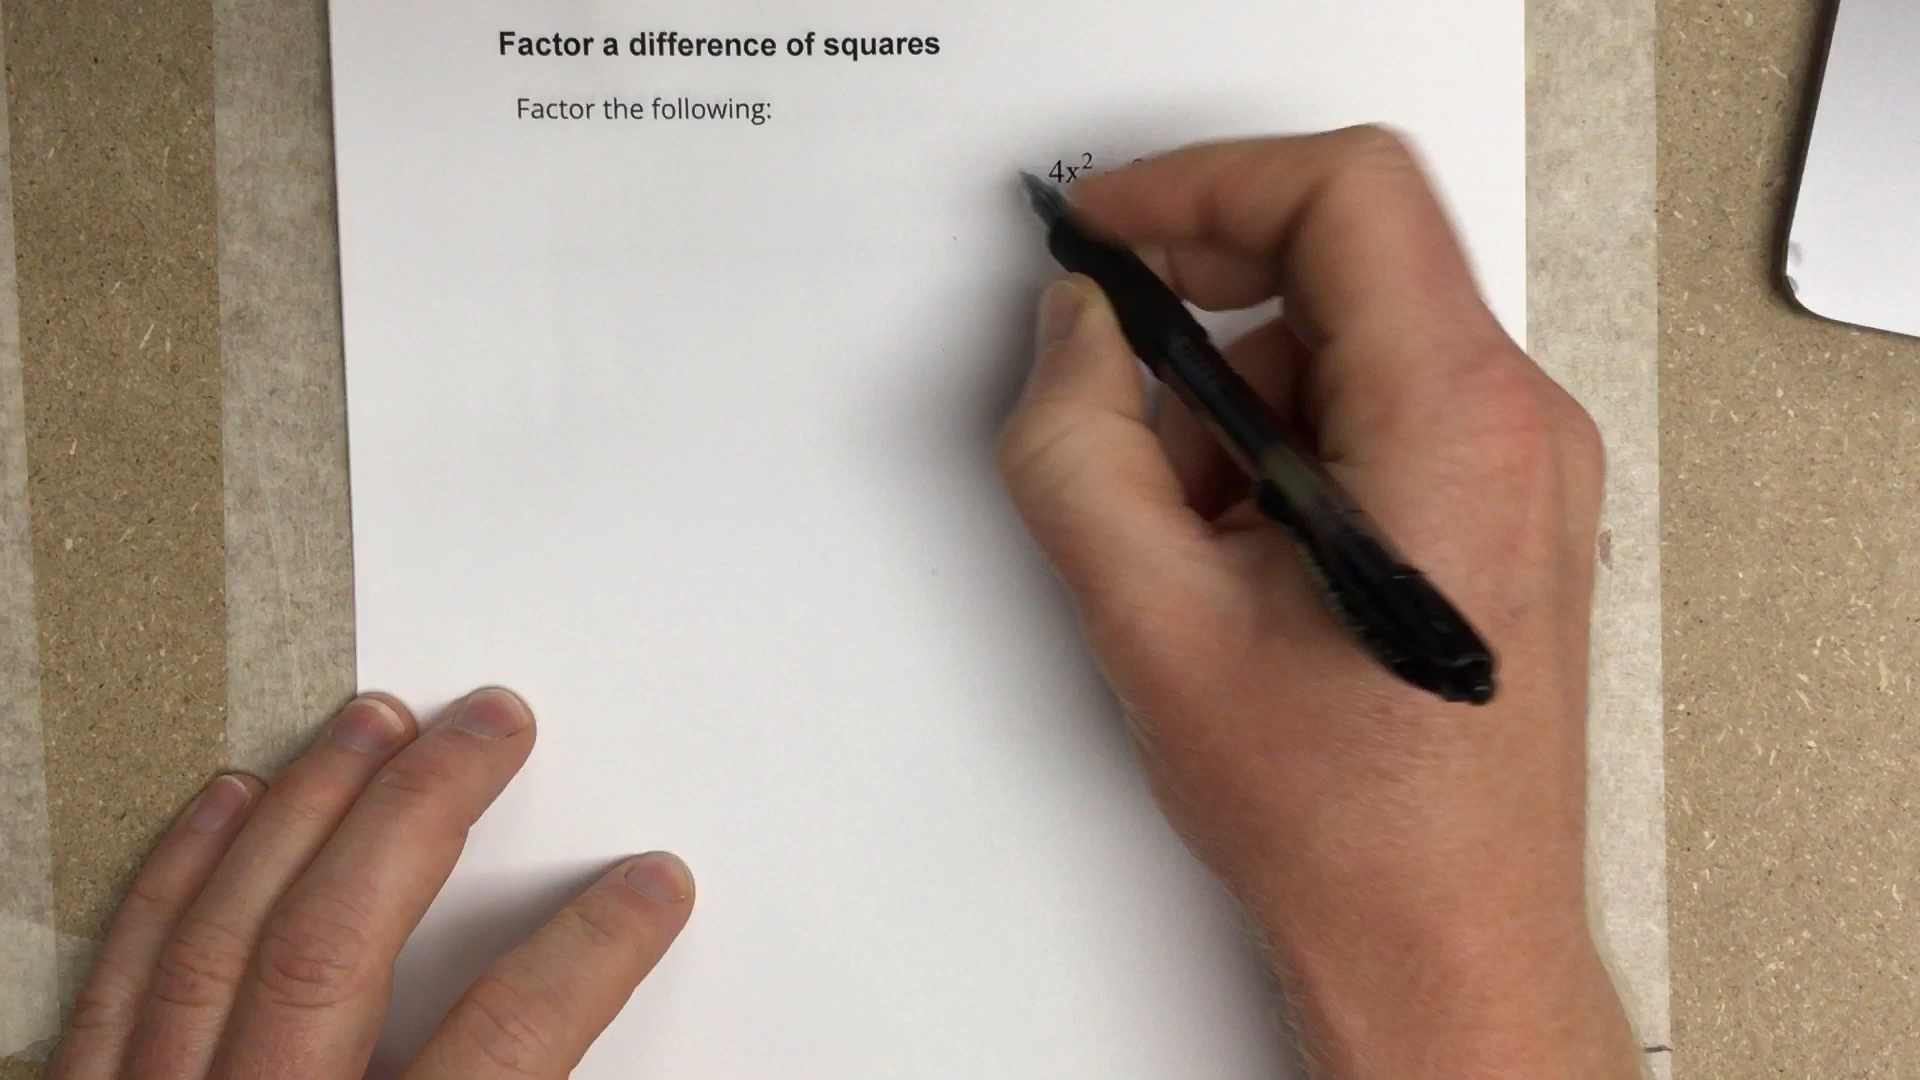 Factor a difference of squares
Factor the following:
4x² -